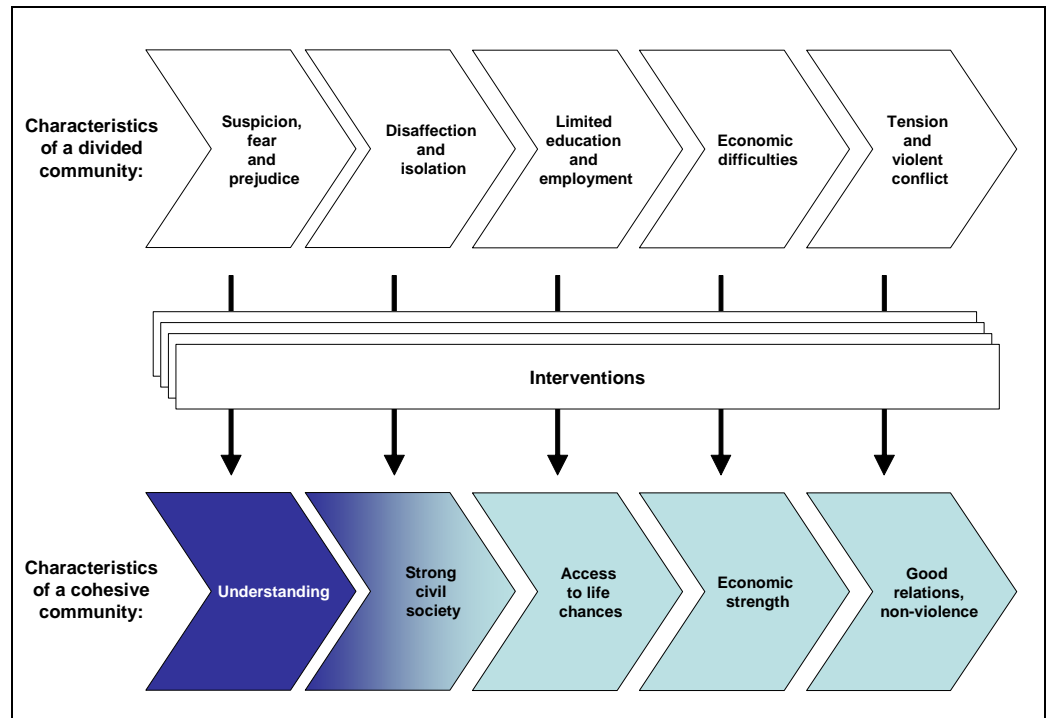 Characteristics
of a divided
community:
Suspicion,
fear
and
prejudice
Disaffection
and
isolation
Limited
education
and
employment
Economic
difficulties
Tension
and
violent
conflict
Interventions
Characteristics
of a cohesive
community:
Understanding
Strong
civil
society
Access
to life
chances
Economic
strength
Good
relations,
non-violence